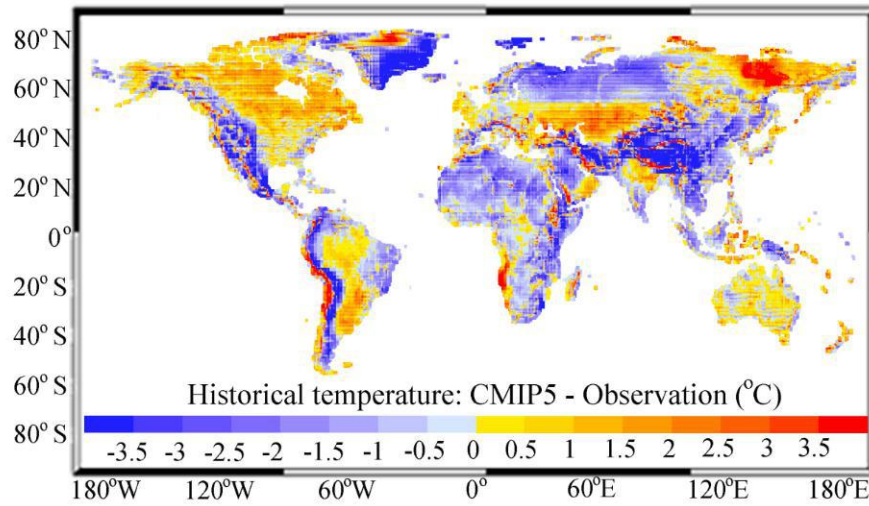 80° N
60° N
40° N
20° N
0°
20° S
40° S
60° S
80° S
Historical temperature: CMIP5 - Observation (°C)
-3.5 -3 -2.5 -2 -1.5 -1 -0.5 0 0.5 1 1.5 2 2.5 3 3.5
180°W 120°W 60°W 0° 60°E 120°E 180°E